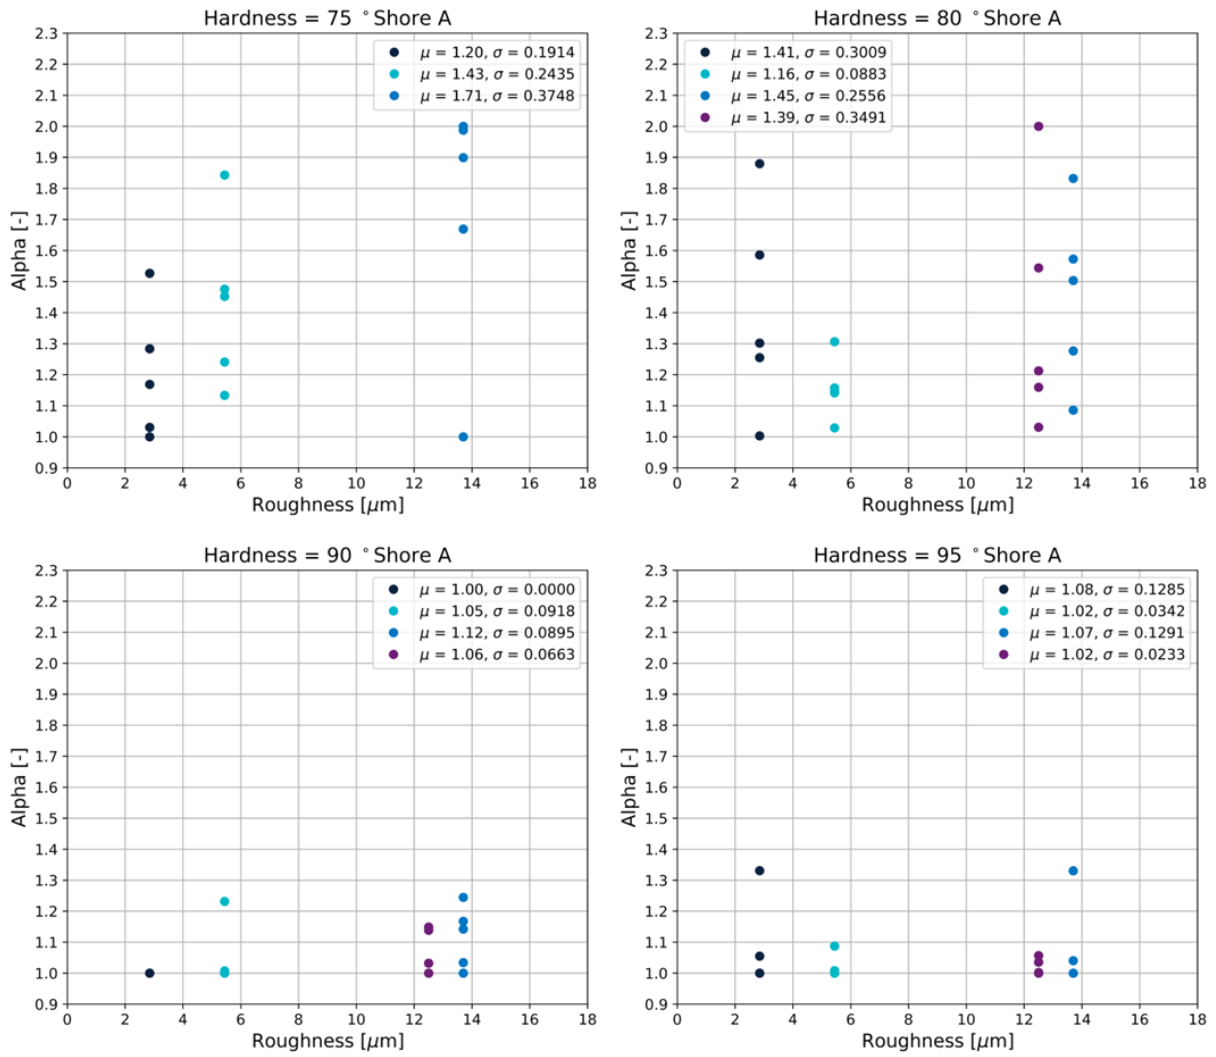 Hardness = 75 °Shore A
2.3
2.2
2.1
2.0
1.9
1.8
1.7
1.6
1.5
1.4
1.3
1.2
1.1
1.0
0.9
Alpha [-]
μ = 1.20, σ = 0.1914
μ = 1.43, σ = 0.2435
μ = 1.71, σ = 0.3748
0 2 4 6 8 10 12 14 16 18
Roughness [μm]
Hardness = 80 °Shore A
2.3
2.2
2.1
2.0
1.9
1.8
1.7
1.6
1.5
1.4
1.3
1.2
1.1
1.0
0.9
Alpha [-]
μ = 1.41, σ = 0.3009
μ = 1.16, σ = 0.0883
μ = 1.45, σ = 0.2556
μ = 1.39, σ = 0.3491
0 2 4 6 8 10 12 14 16 18
Roughness [μm]
Hardness = 90 °Shore A
2.3
2.2
2.1
2.0
1.9
1.8
1.7
1.6
1.5
1.4
1.3
1.2
1.1
1.0
0.9
Alpha [-]
μ = 1.00, σ = 0.0000
μ = 1.05, σ = 0.0918
μ = 1.12, σ = 0.0895
μ = 1.06, σ = 0.0663
0 2 4 6 8 10 12 14 16 18
Roughness [μm]
Hardness = 95 °Shore A
2.3
2.2
2.1
2.0
1.9
1.8
1.7
1.6
1.5
1.4
1.3
1.2
1.1
1.0
0.9
Alpha [-]
μ = 1.08, σ = 0.1285
μ = 1.02, σ = 0.0342
μ = 1.07, σ = 0.1291
μ = 1.02, σ = 0.0233
0 2 4 6 8 10 12 14 16 18
Roughness [μm]